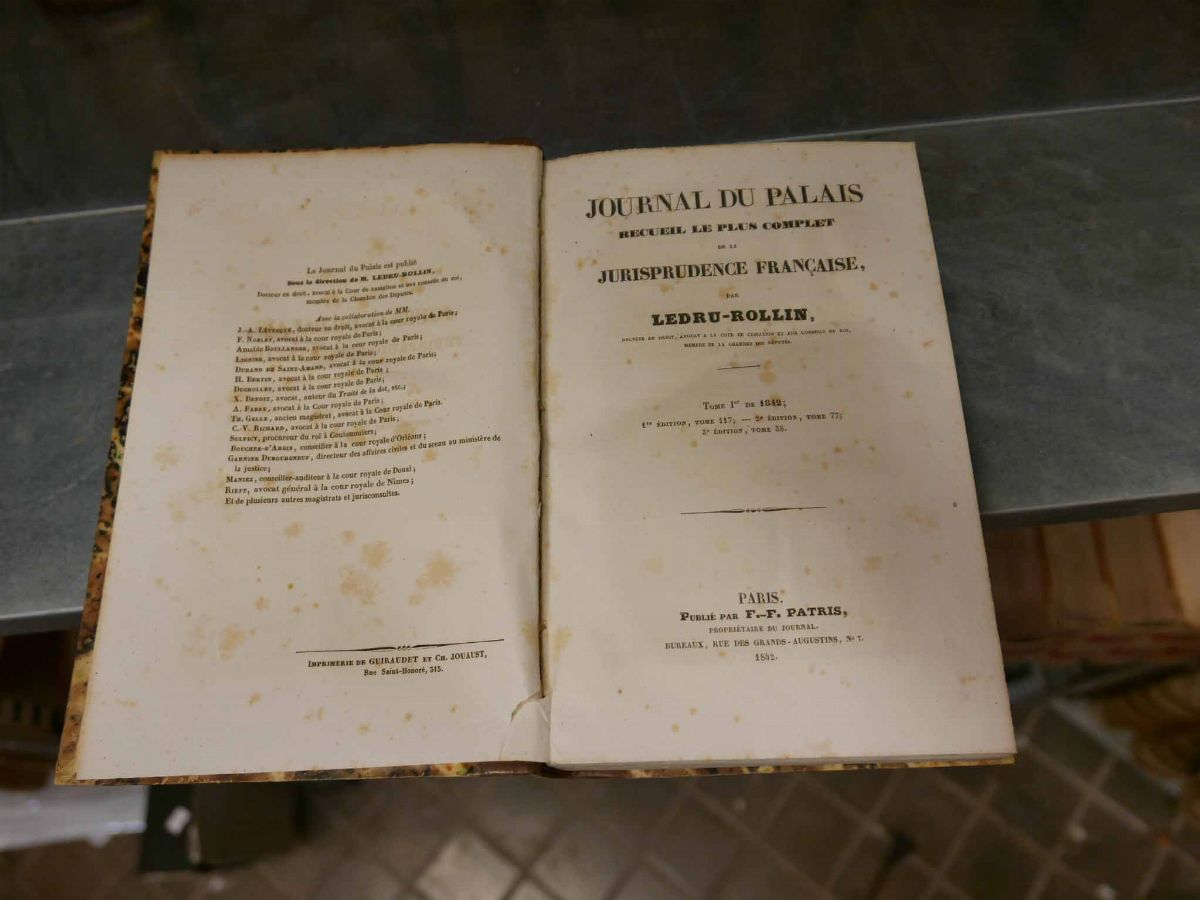 Le Journal du Palais est publié
Sous la direction de M. LEDRU-ROLLIN,
Docteur en droit, avocat à la Cour de cassation et aux conseils du roi,
membre de la Chambre des Députés.
Avec la collaboration de MM.
J.-A. LÉVESQUE, docteur en droit, avocat à la cour royale de Paris;
F. NOBLET, avocat à la cour royale de Paris;
Amable BOULLANGER, avocat à la cour royale de Paris;
LIGNIER, avocat à la cour royale de Paris;
DURAND DE SAINT-AMAND, avocat à la cour royale de Paris;
H. BERTIN, avocat à la cour royale de Paris;
DUCHOLLET, avocat à la cour royale de Paris;
X. BENOIT, avocat, auteur du Traité de la dot, etc.;
A. FABRE, avocat à la Cour royale de Paris;
TH. GELLE, ancien magistrat, avocat à la Cour royale de Paris.
C.-V. RICHARD, avocat à la cour royale de Paris;
SULPICY, procureur du roi à Coulommiers;
BOUCHER-D'ARGIS, conseiller à la cour royale d'Orléans;
GARNIER DUBOURGNEUF, directeur des affaires civiles et du sceau au ministère de
la justice;
MANIEZ, conseiller-auditeur à la cour royale de Douai;
RIEFF, avocat général à la cour royale de Nimes;
Et de plusieurs autres magistrats et jurisconsultes.
IMPRIMERIE DE GUIRAUDET ET CH. JOUAUST,
Rue Saint-Honoré, 315.
JOURNAL DU PALAIS
RECUEIL LE PLUS COMPLET
DE LA
JURISPRUDENCE FRANÇAISE,
PAR
LEDRU-ROLLIN,
DOCTEUR EN DROIT, AVOCAT A LA COUR DE CASSATION ET AUX CONSEILS DU ROI,
MEMBRE DE LA CHAMBRE DES DÉPUTÉS.
TOME Ier DE 1842;
1re ÉDITION, TOME 117; — 2e ÉDITION, TOME 77;
3e ÉDITION, TOME 38.
PARIS.
PUBLIÉ PAR F.-F. PATRIS,
PROPRIÉTAIRE DU JOURNAL.
BUREAUX, RUE DES GRANDS-AUGUSTINS, No 7.
1842.